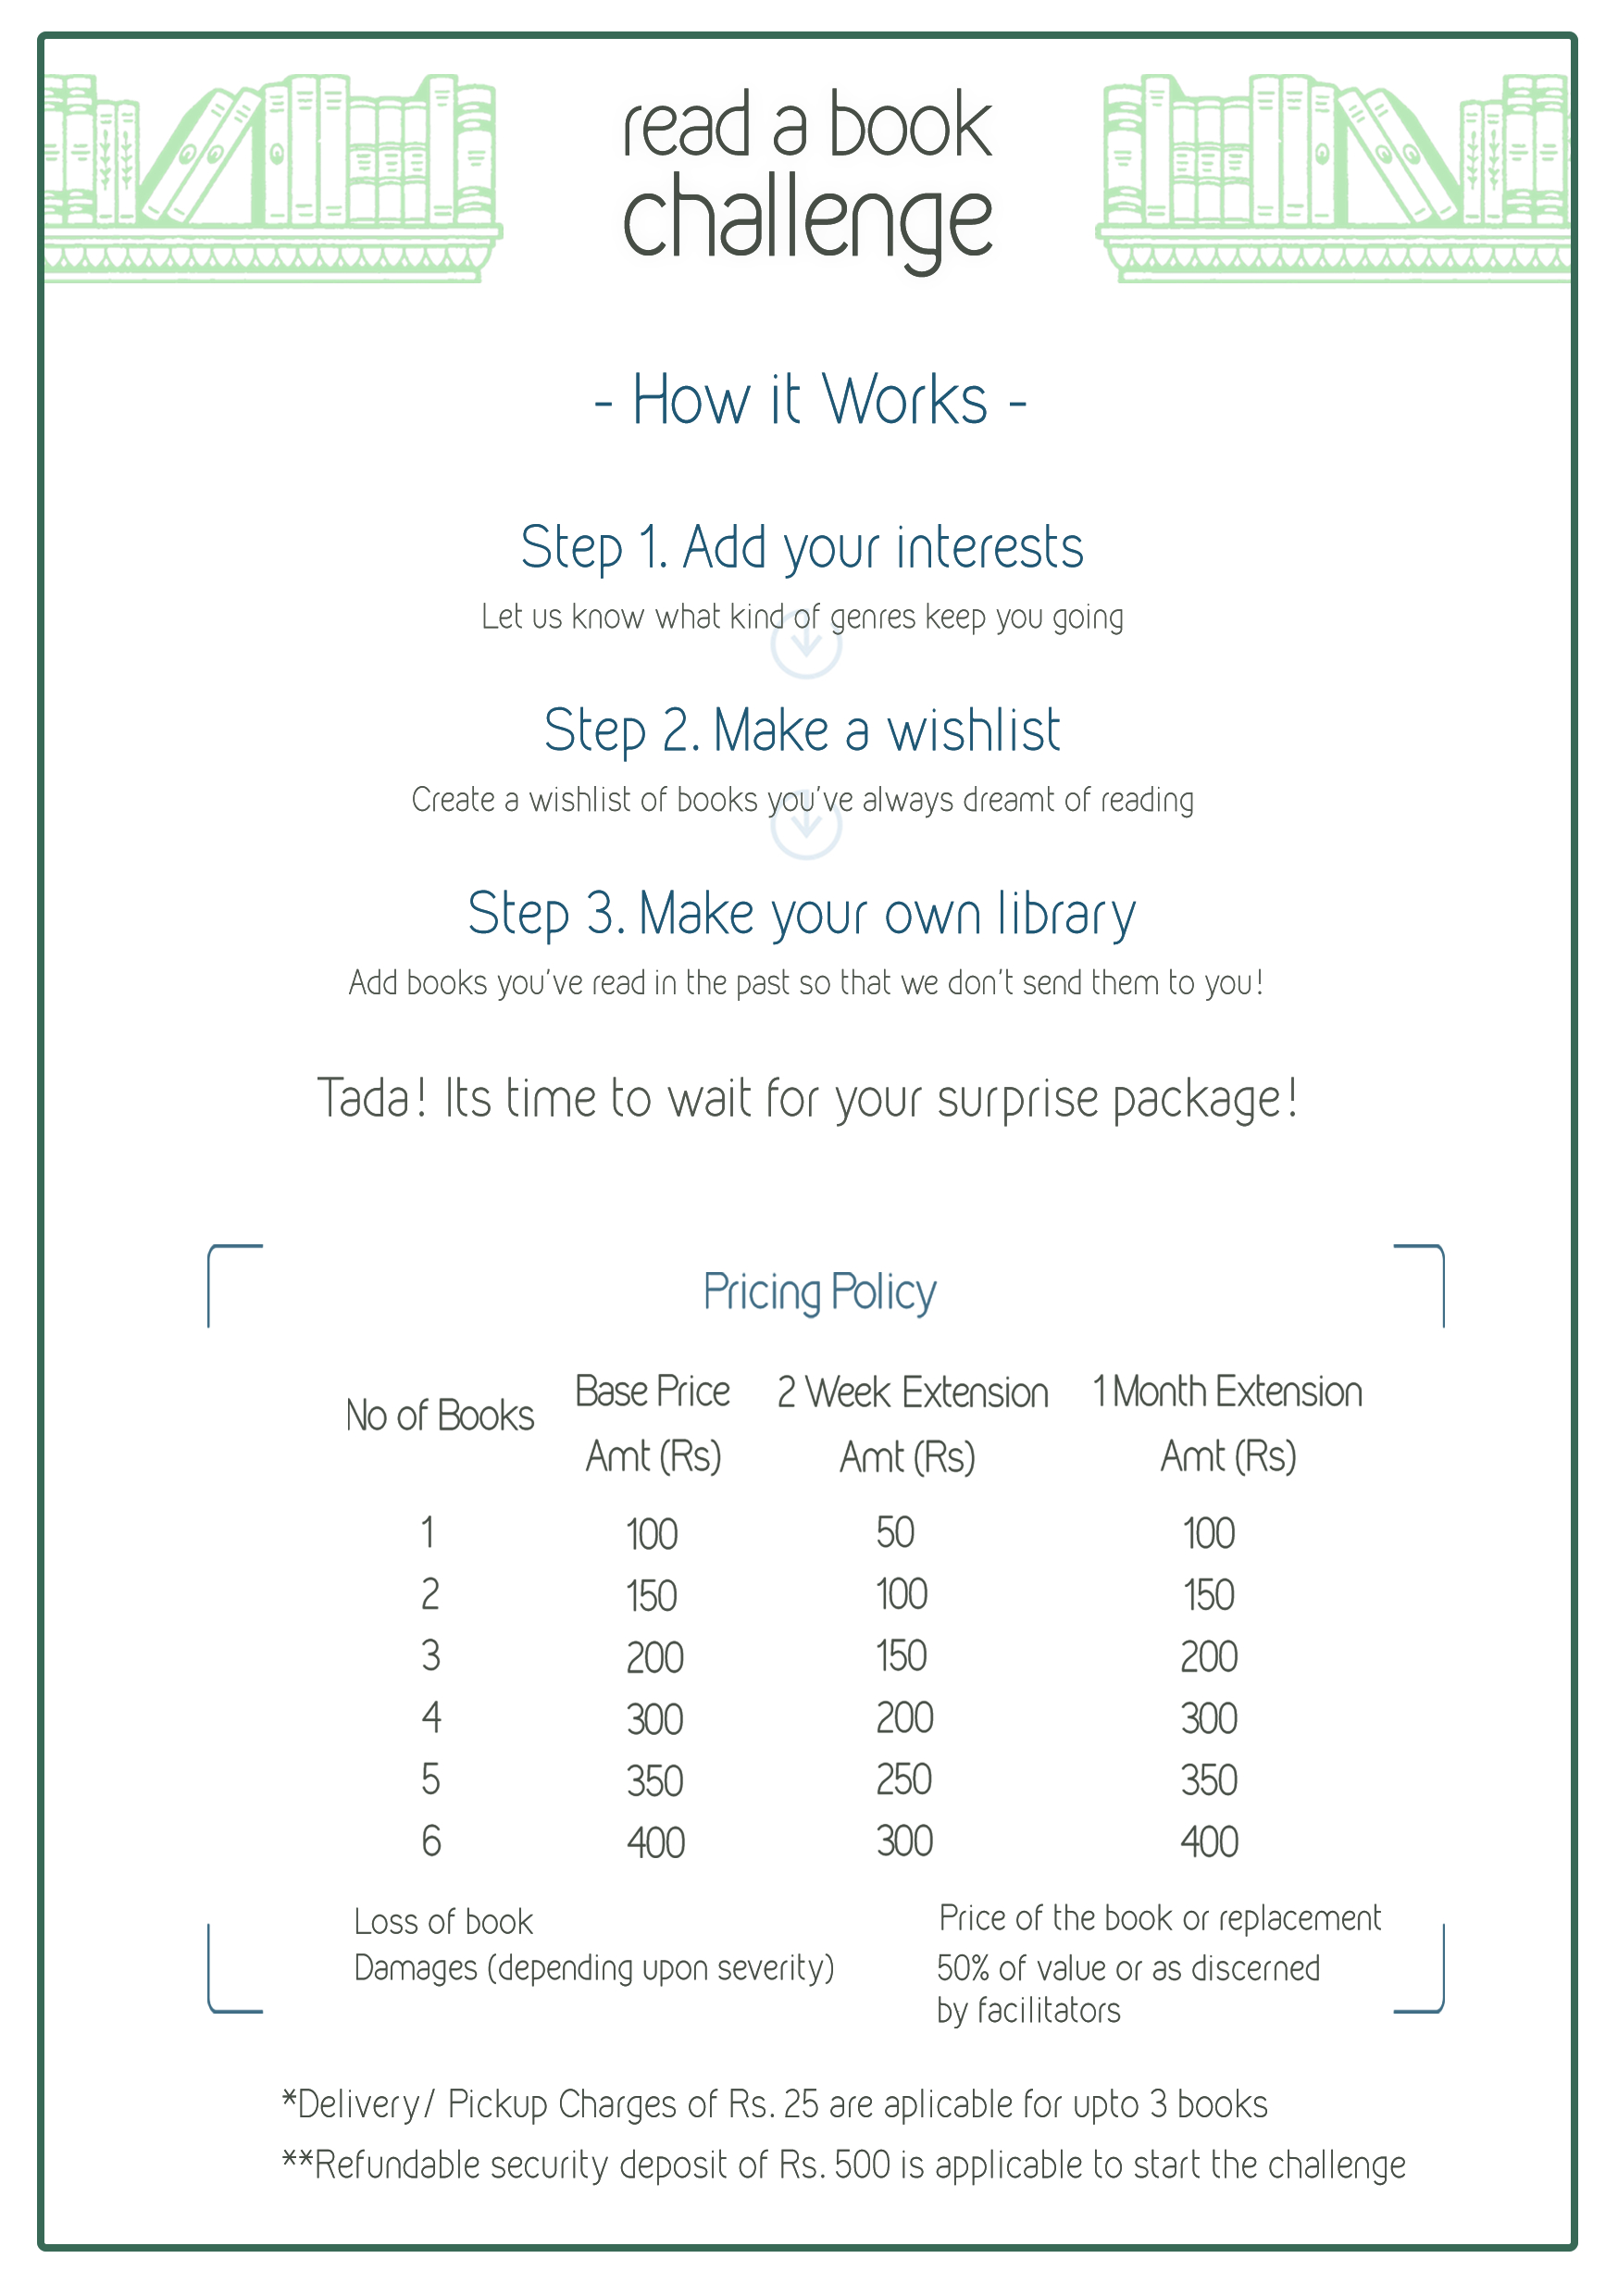 read a book
challenge
- How it Works -
Step 1. Add your interests
Let us know what kind of genres keep you going
Step 2. Make a wishlist
Create a wishlist of books you've always dreamt of reading
Step 3. Make your own library
Add books you've read in the past so that we don't send them to you!
Tada! Its time to wait for your surprise package!
Pricing Policy
No of Books Base Price 2 Week Extension 1 Month Extension
Amt (Rs) Amt (Rs) Amt (Rs)
1 100 50 100
2 150 100 150
3 200 150 200
4 300 200 300
5 350 250 350
6 400 300 400
Loss of book Price of the book or replacement
Damages (depending upon severity) 50% of value or as discerned
by facilitators
*Delivery/ Pickup Charges of Rs. 25 are aplicable for upto 3 books
**Refundable security deposit of Rs. 500 is applicable to start the challenge